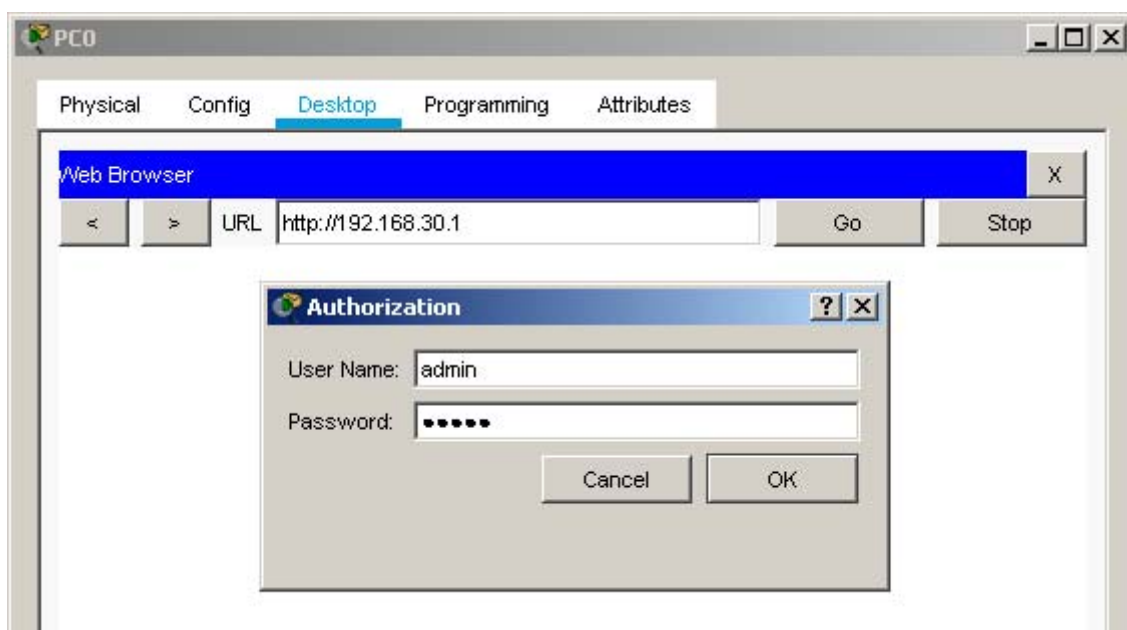 PC0
Physical Config Desktop Programming Attributes
Web Browser X
< > URL http://192.168.30.1 Go Stop
Authorization ?
User Name: admin
Password: •••••
Cancel OK